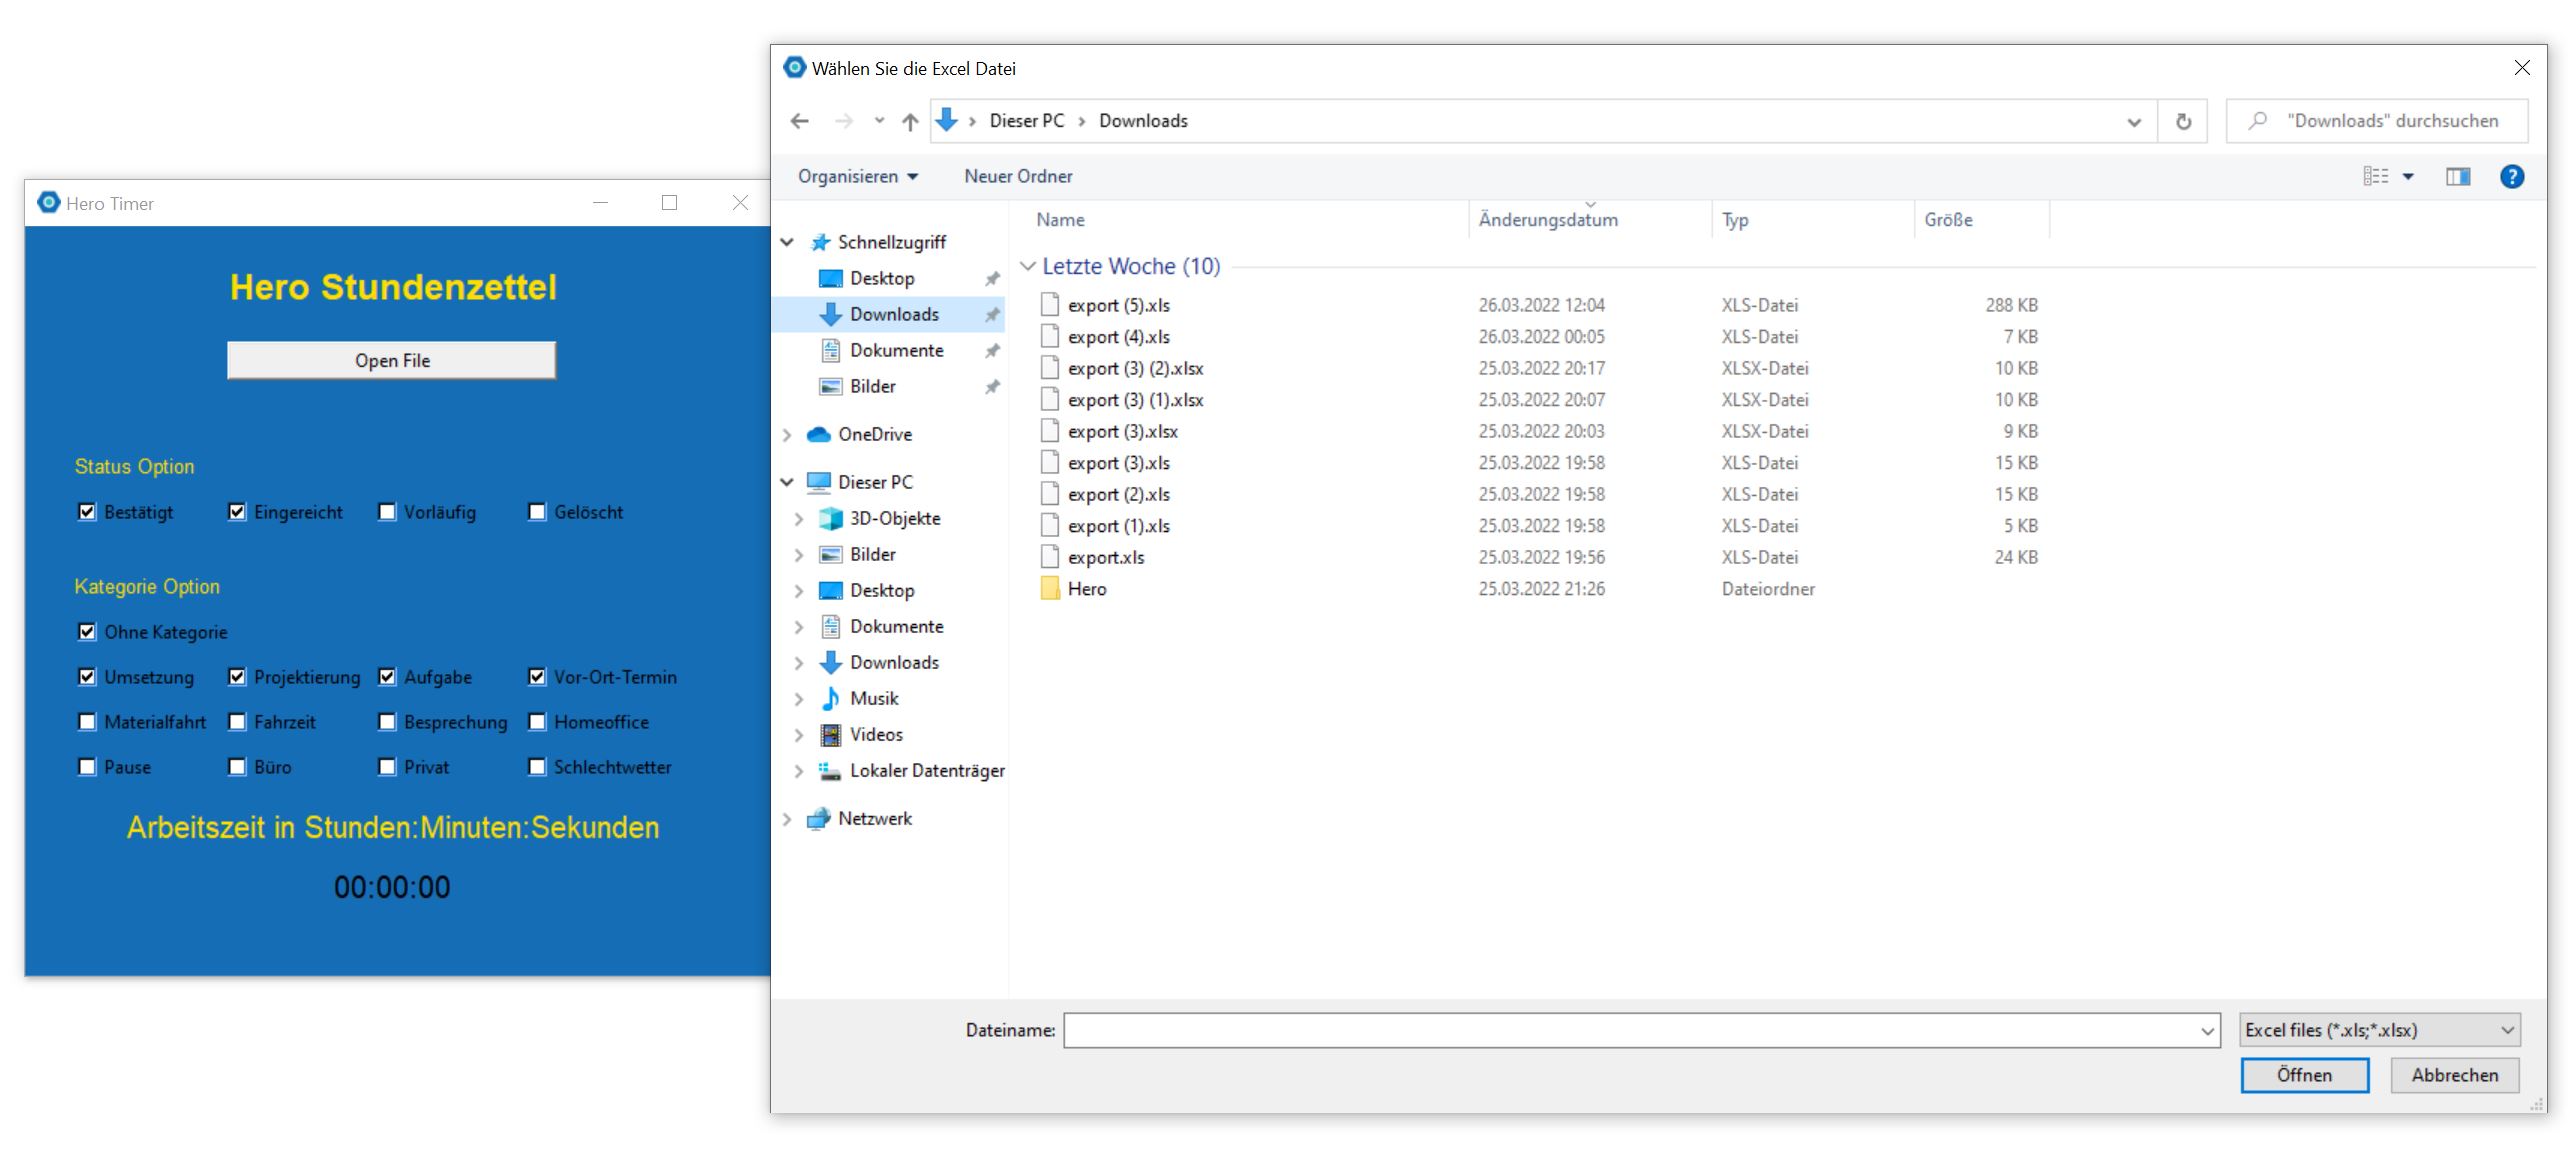 Hero Timer
Hero Stundenzettel
Open File
Status Option
Bestätigt Eingereicht Vorläufig Gelöscht
Kategorie Option
Ohne Kategorie
Umsetzung Projektierung Aufgabe Vor-Ort-Termin
Materialfahrt Fahrzeit Besprechung Homeoffice
Pause Büro Privat Schlechtwetter
Arbeitszeit in Stunden:Minuten:Sekunden
00:00:00
Wählen Sie die Excel Datei
Dieser PC Downloads
"Downloads" durchsuchen
Organisieren Neuer Ordner
?
Schnellzugriff
Desktop
Downloads
Dokumente
Bilder
OneDrive
Dieser PC
3D-Objekte
Bilder
Desktop
Dokumente
Downloads
Musik
Videos
Lokaler Datenträger
Netzwerk
Name Änderungsdatum Typ Größe
Letzte Woche (10)
export (5).xls 26.03.2022 12:04 XLS-Datei 288 KB
export (4).xls 26.03.2022 00:05 XLS-Datei 7 KB
export (3) (2).xlsx 25.03.2022 20:17 XLSX-Datei 10 KB
export (3) (1).xlsx 25.03.2022 20:07 XLSX-Datei 10 KB
export (3).xlsx 25.03.2022 20:03 XLSX-Datei 9 KB
export (3).xls 25.03.2022 19:58 XLS-Datei 15 KB
export (2).xls 25.03.2022 19:58 XLS-Datei 15 KB
export (1).xls 25.03.2022 19:58 XLS-Datei 5 KB
export.xls 25.03.2022 19:56 XLS-Datei 24 KB
Hero 25.03.2022 21:26 Dateiordner
Dateiname: Excel files (*.xls;*.xlsx)
Öffnen Abbrechen